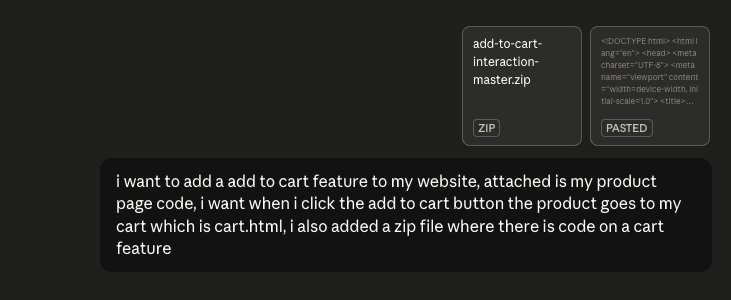 add-to-cart-
interaction-
master.zip
ZIP
<!DOCTYPE html> <html l
ang="en"> <head> <meta
charset="UTF-8"> <meta
name="viewport" content
="width=device-width, ini
tial-scale=1.0"> <title>...
PASTED
i want to add a add to cart feature to my website, attached is my product
page code, i want when i click the add to cart button the product goes to my
cart which is cart.html, i also added a zip file where there is code on a cart
feature